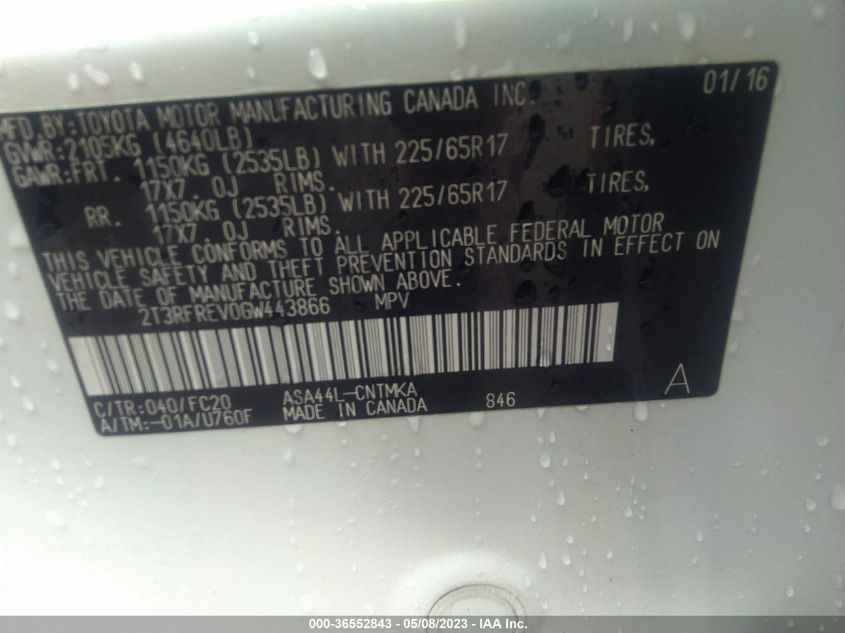 MFD.BY:TOYOTA MOTOR MANUFACTURING CANADA INC. 01/16
GVWR:2105KG (4640LB)
GAWR:FRT. 1150KG (2535LB) WITH 225/65R17 TIRES,
17X7.0J RIMS.
RR. 1150KG (2535LB) WITH 225/65R17 TIRES,
17X7.0J RIMS.
THIS VEHICLE CONFORMS TO ALL APPLICABLE FEDERAL MOTOR
VEHICLE SAFETY AND THEFT PREVENTION STANDARDS IN EFFECT ON
THE DATE OF MANUFACTURE SHOWN ABOVE.
2T3RFREV0GW443866 MPV
C/TR:040/FC20 ASA44L-CNTMKA A
A/TM:-01A/U760F MADE IN CANADA 846
000-36552843 - 05/08/2023 - IAA Inc.